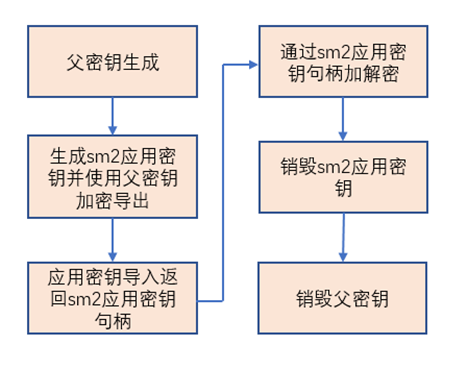 父密钥生成
生成sm2应用密
钥并使用父密钥
加密导出
应用密钥导入返
回sm2应用密钥
句柄
通过sm2应用密
钥句柄加解密
销毁sm2应用密
钥
销毁父密钥